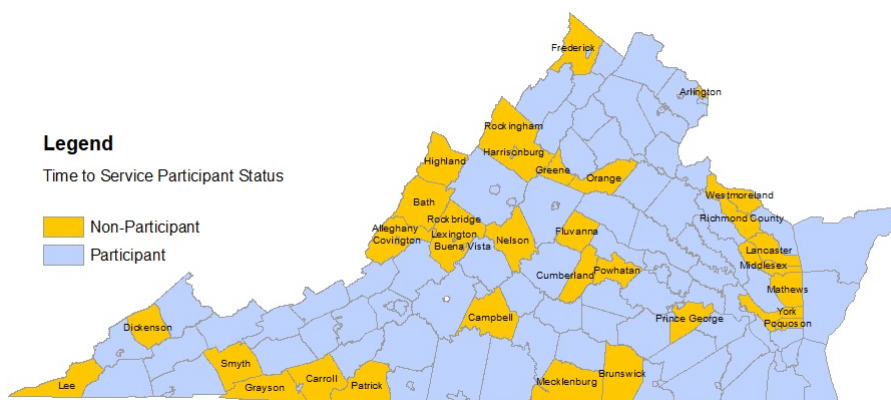 Frederick
Arlington
Rockingham
Harrisonburg
Legend
Highland
Greene
Orange
Time to Service Participant Status
Westmoreland
Bath
Richmond County
Non-Participant
Rockbridge
Alleghany
Lexington
Nelson
Fluvanna
Covington
Buena Vista
Lancaster
Participant
Middlesex
Cumberland
Powhatan
Mathews
York
Campbell
Prince George
Poquoson
Dickenson
Smyth
Carroll
Lee
Grayson
Patrick
Mecklenburg
Brunswick